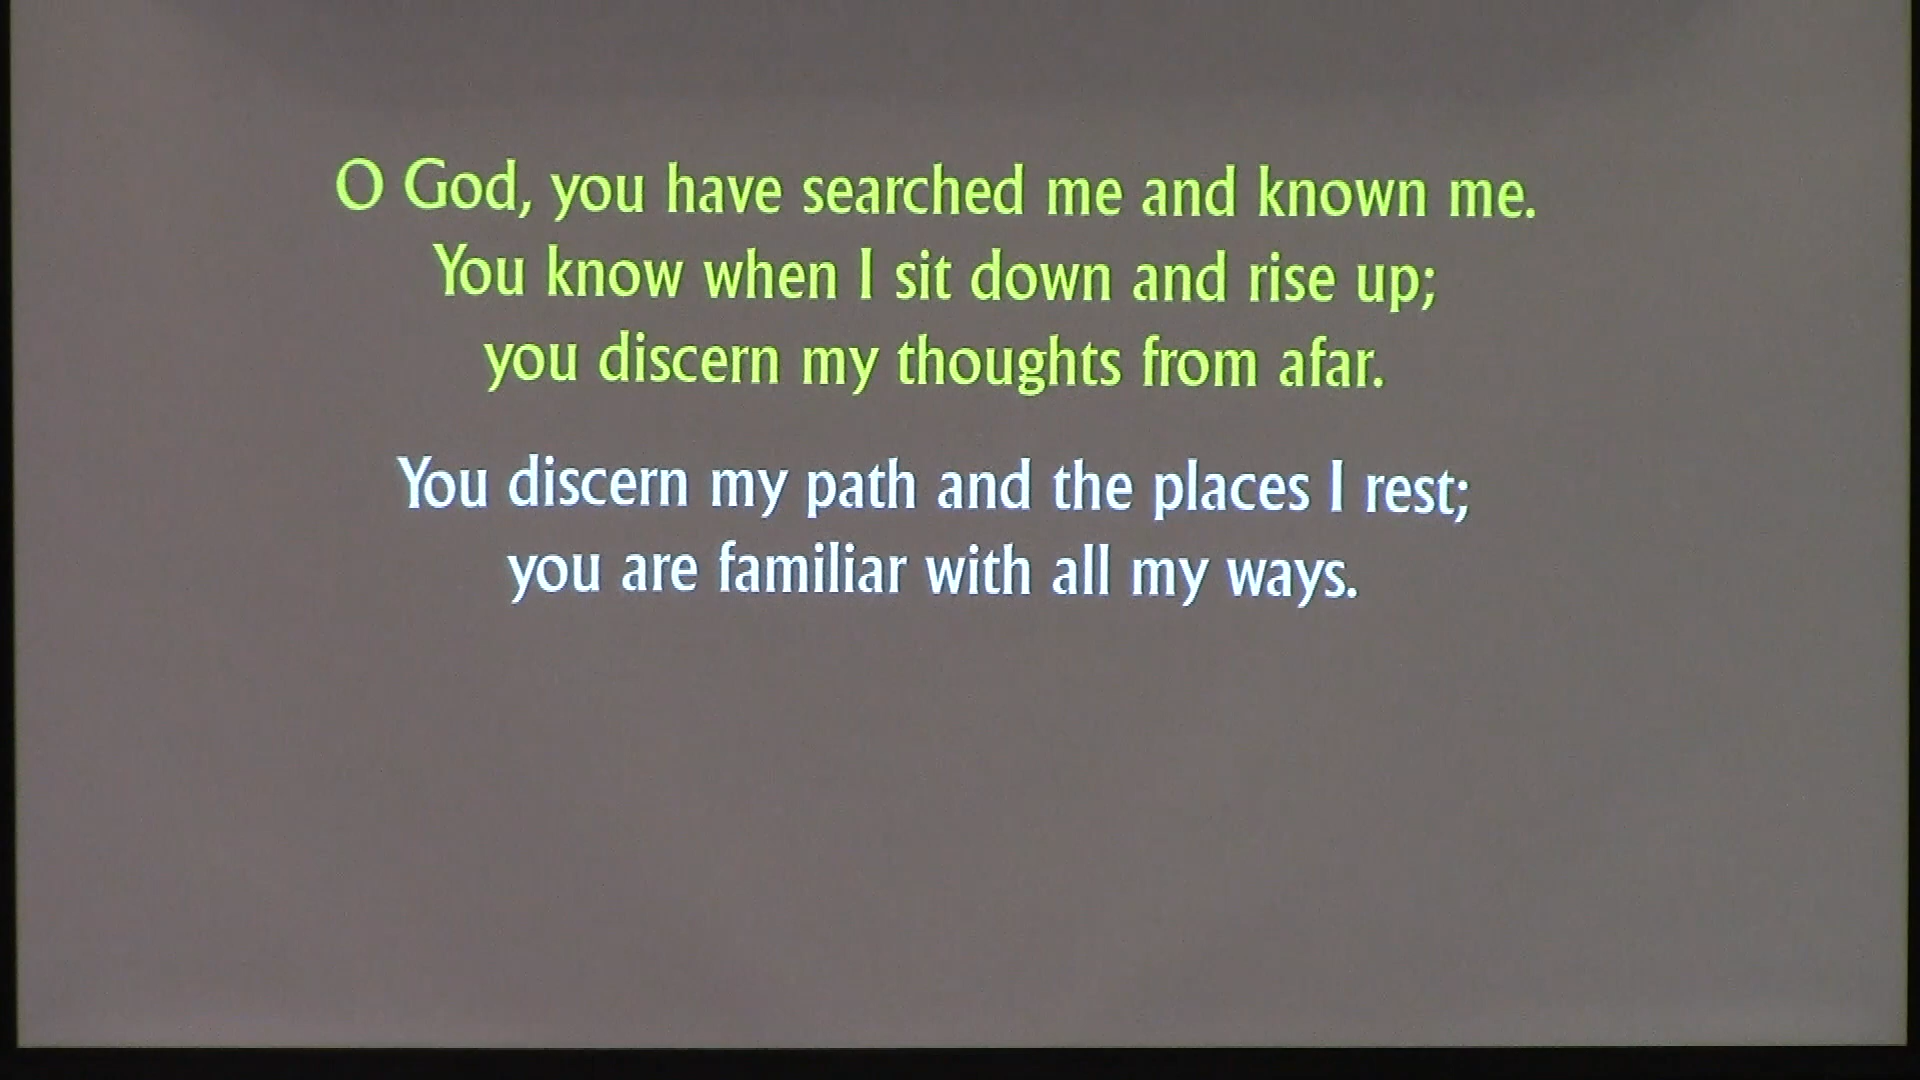 O God, you have searched me and known me.
You know when I sit down and rise up;
you discern my thoughts from afar.
You discern my path and the places I rest;
you are familiar with all my ways.